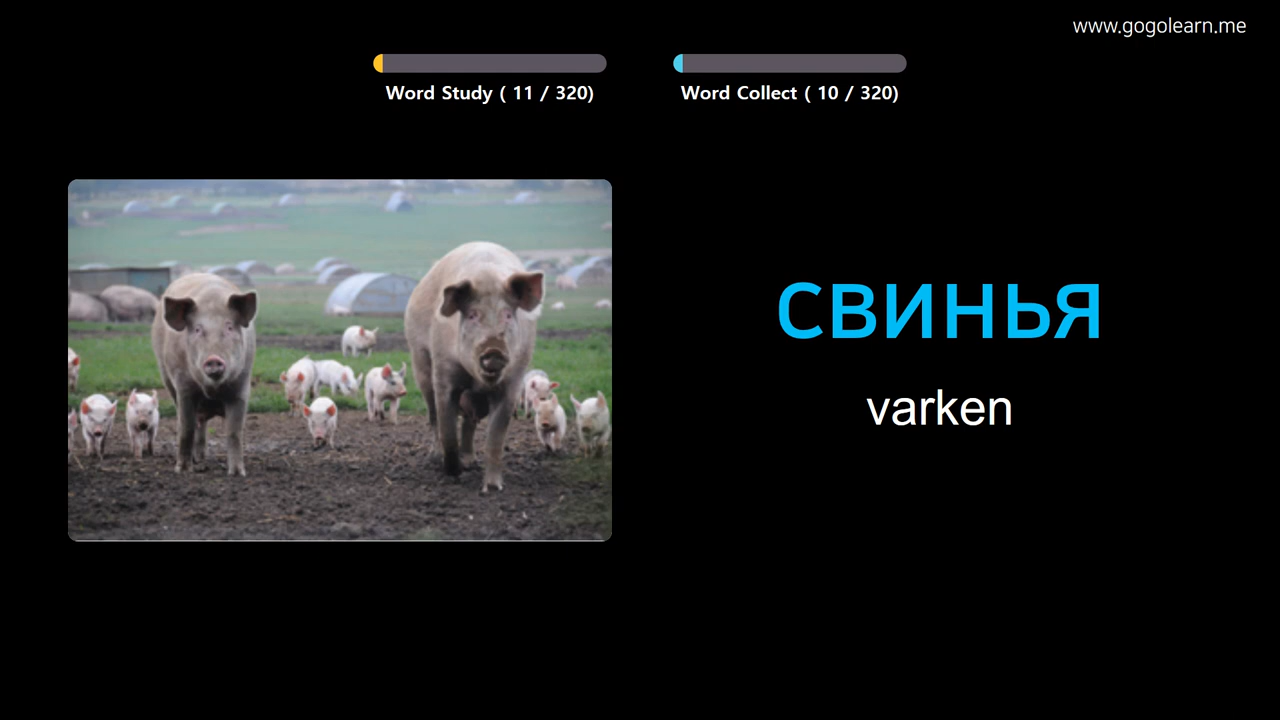 www.gogolearn.me
Word Study ( 11 / 320)
Word Collect ( 10 / 320)
свинья
varken